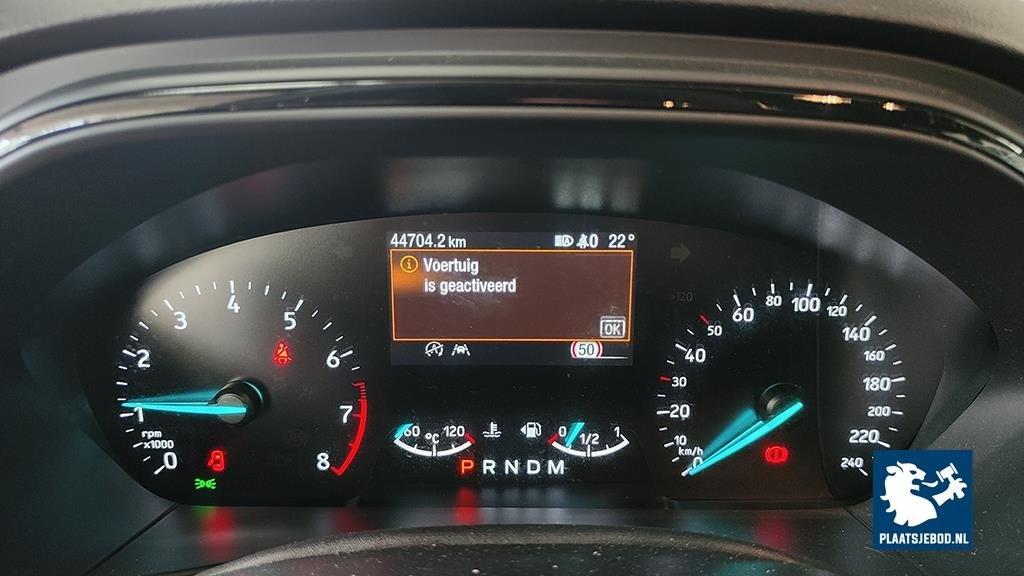 44704.2 km 0 22°
Voertuig
is geactiveerd
OK
50
0 1 2 3 4 5 6 7 8
rpm
x1000
60 °C 120
0 1/2 1
P R N D M
>120
0 10 20 30 40 50 60 80 100 120 140 160 180 200 220 240
km/h
PLAATSJEBOD.NL